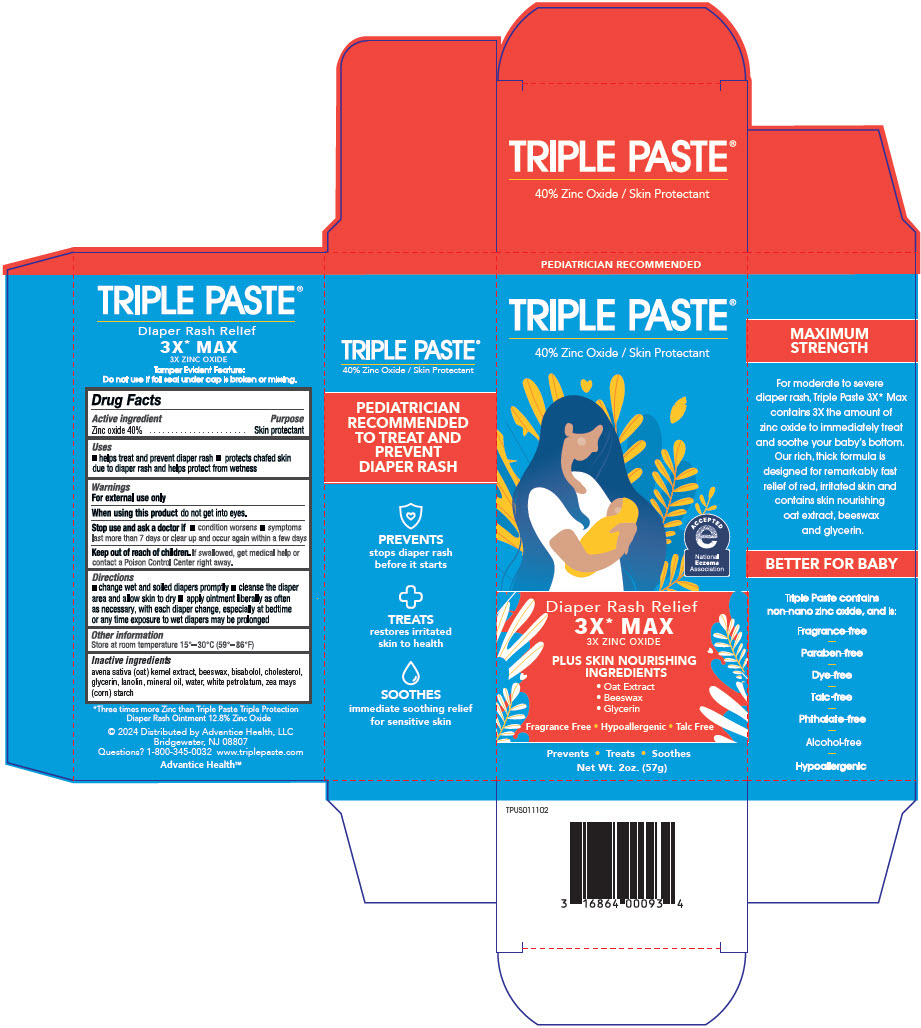 TRIPLE PASTE®
40% Zinc Oxide / Skin Protectant
PEDIATRICIAN RECOMMENDED
TRIPLE PASTE®
Diaper Rash Relief
3X* MAX
3X ZINC OXIDE
Tamper Evident Feature:
Do not use if foil seal under cap is broken or missing.
Drug Facts
Active ingredient Purpose
Zinc oxide 40% ...................... Skin protectant
Uses
■ helps treat and prevent diaper rash ■ protects chafed skin
due to diaper rash and helps protect from wetness
Warnings
For external use only
When using this product do not get into eyes.
Stop use and ask a doctor if ■ condition worsens ■ symptoms
last more than 7 days or clear up and occur again within a few days
Keep out of reach of children. If swallowed, get medical help or
contact a Poison Control Center right away.
Directions
■ change wet and soiled diapers promptly ■ cleanse the diaper
area and allow skin to dry ■ apply ointment liberally as often
as necessary, with each diaper change, especially at bedtime
or any time exposure to wet diapers may be prolonged
Other information
Store at room temperature 15°–30°C (59°–86°F)
Inactive ingredients
avena sativa (oat) kernel extract, beeswax, bisabolol, cholesterol,
glycerin, lanolin, mineral oil, water, white petrolatum, zea mays
(corn) starch
*Three times more Zinc than Triple Paste Triple Protection
Diaper Rash Ointment 12.8% Zinc Oxide
© 2024 Distributed by Advantice Health, LLC
Bridgewater, NJ 08807
Questions? 1-800-345-0032 www.triplepaste.com
Advantice Health™
TRIPLE PASTE®
40% Zinc Oxide / Skin Protectant
PEDIATRICIAN
RECOMMENDED
TO TREAT AND
PREVENT
DIAPER RASH
PREVENTS
stops diaper rash
before it starts
TREATS
restores irritated
skin to health
SOOTHES
immediate soothing relief
for sensitive skin
TRIPLE PASTE®
40% Zinc Oxide / Skin Protectant
ACCEPTED
National
Eczema
Association
Diaper Rash Relief
3X* MAX
3X ZINC OXIDE
PLUS SKIN NOURISHING
INGREDIENTS
• Oat Extract
• Beeswax
• Glycerin
Fragrance Free • Hypoallergenic • Talc Free
Prevents • Treats • Soothes
Net Wt. 2oz. (57g)
MAXIMUM
STRENGTH
For moderate to severe
diaper rash, Triple Paste 3X* Max
contains 3X the amount of
zinc oxide to immediately treat
and soothe your baby's bottom.
Our rich, thick formula is
designed for remarkably fast
relief of red, irritated skin and
contains skin nourishing
oat extract, beeswax
and glycerin.
BETTER FOR BABY
Triple Paste contains
non-nano zinc oxide, and is:
Fragrance-free
Paraben-free
Dye-free
Talc-free
Phthalate-free
Alcohol-free
Hypoallergenic
TPUS011102
3 16864 00093 4